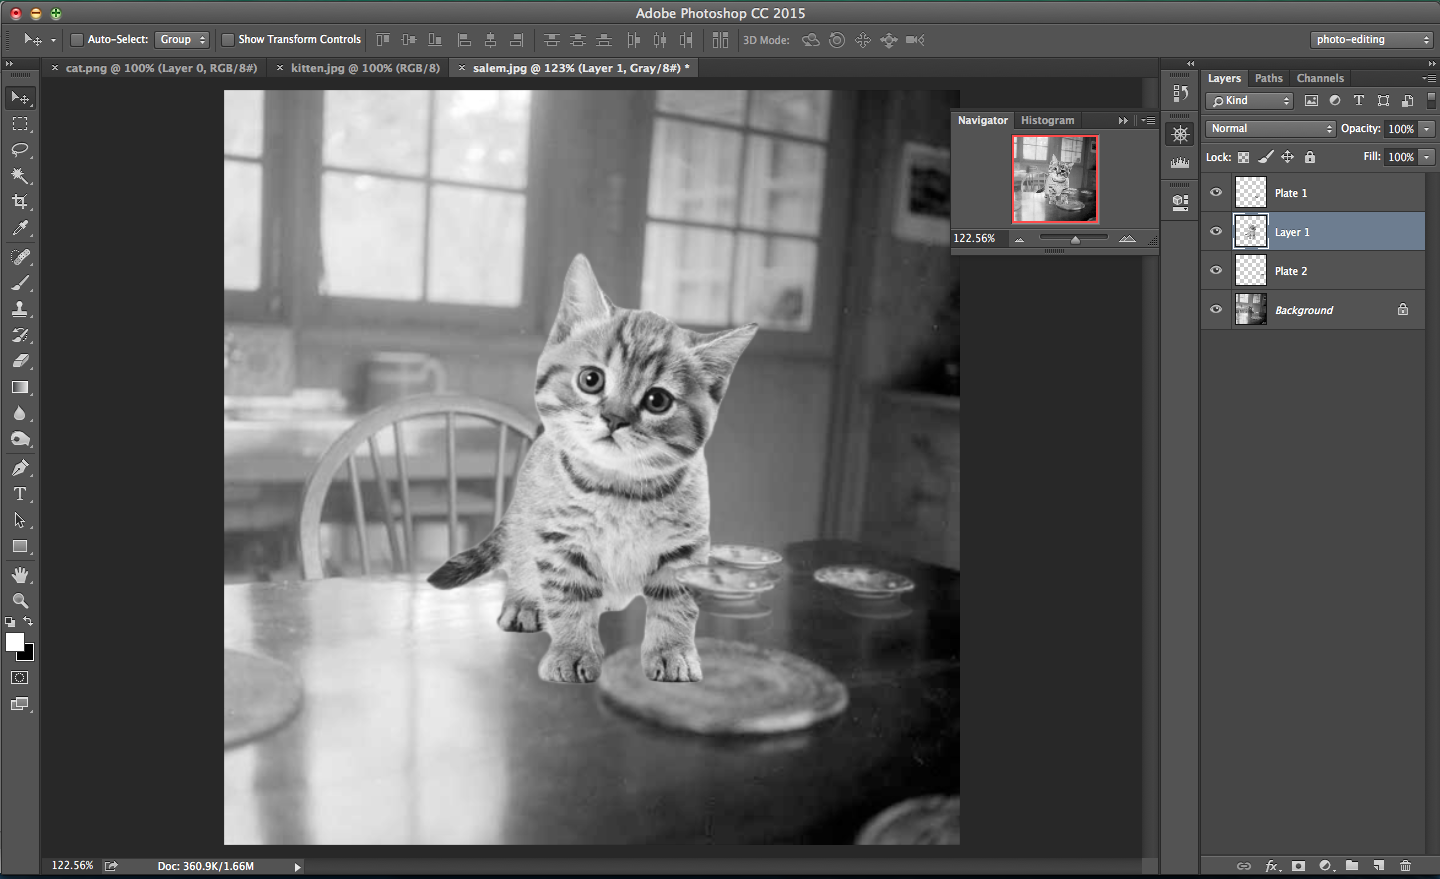 Adobe Photoshop CC 2015
Auto-Select: Group Show Transform Controls 3D Mode: photo-editing
cat.png @ 100% (Layer 0, RGB/8#) kitten.jpg @ 100% (RGB/8) salem.jpg @ 123% (Layer 1, Gray/8#) *
Navigator Histogram
122.56%
Layers Paths Channels
Kind
Normal Opacity: 100%
Lock: Fill: 100%
Plate 1
Layer 1
Plate 2
Background
122.56% Doc: 360.9K/1.66M